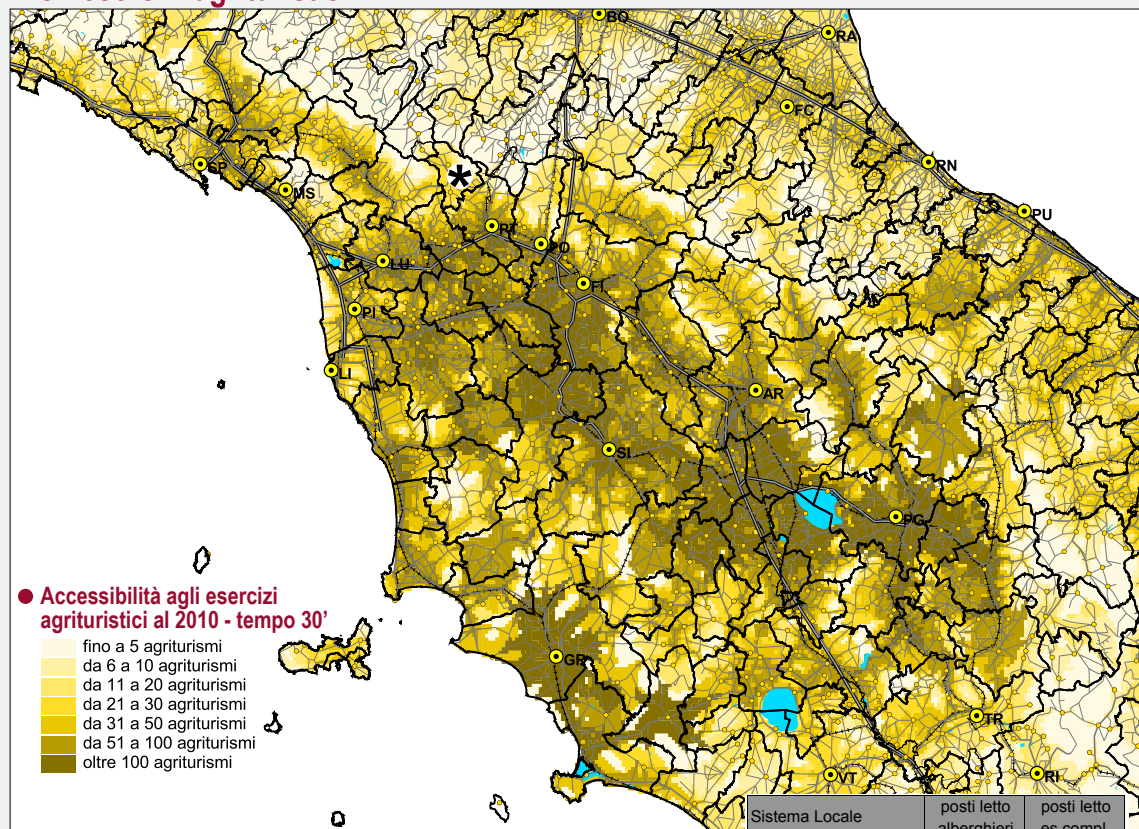 BO
RA
FC
SP
RN
MS
*
PU
PT
PO
LU
FI
PI
LI
AR
SI
PG
● Accessibilità agli esercizi
agrituristici al 2010 - tempo 30’
fino a 5 agriturismi
da 6 a 10 agriturismi
da 11 a 20 agriturismi
da 21 a 30 agriturismi
da 31 a 50 agriturismi
da 51 a 100 agriturismi
oltre 100 agriturismi
GR
TR
VT
RI
Sistema Locale
posti letto
alberghieri
posti letto
es.compl.